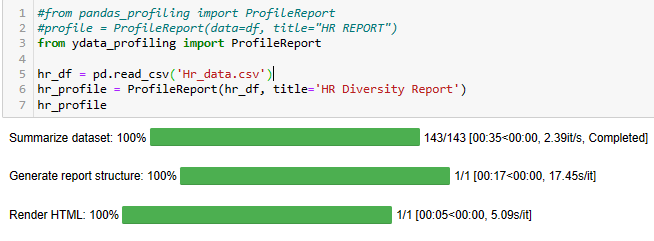 1 #from pandas_profiling import ProfileReport
2 #profile = ProfileReport(data=df, title="HR REPORT")
3 from ydata_profiling import ProfileReport
4
5 hr_df = pd.read_csv('Hr_data.csv')
6 hr_profile = ProfileReport(hr_df, title='HR Diversity Report')
7 hr_profile
Summarize dataset: 100% 143/143 [00:35<00:00, 2.39it/s, Completed]
Generate report structure: 100% 1/1 [00:17<00:00, 17.45s/it]
Render HTML: 100% 1/1 [00:05<00:00, 5.09s/it]